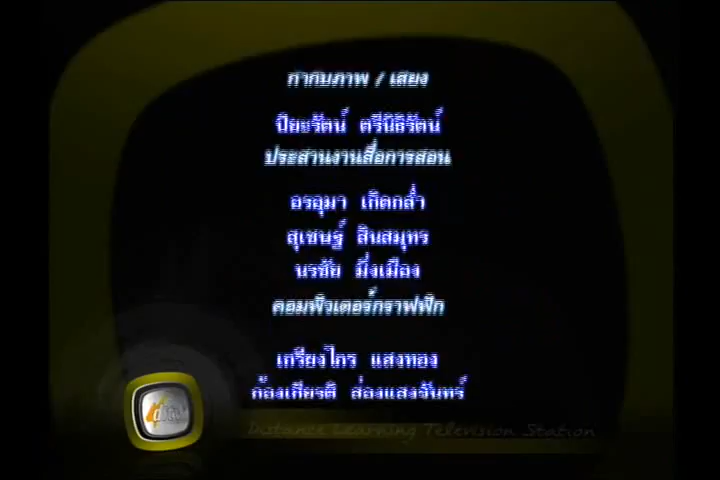 กำกับภาพ / เสียง
ปิยะรัตน์ ตรีนิธิรัตน์
ประสานงานสื่อการสอน
อรอุมา เกิดกล่ำ
สุเชษฐ์ สินสมุทร
นรชัย มิ่งเมือง
คอมพิวเตอร์กราฟฟิก
เกรียงไกร แสงทอง
ก้องเกียรติ ส่องแสงจันทร์
Distance Learning Television Station